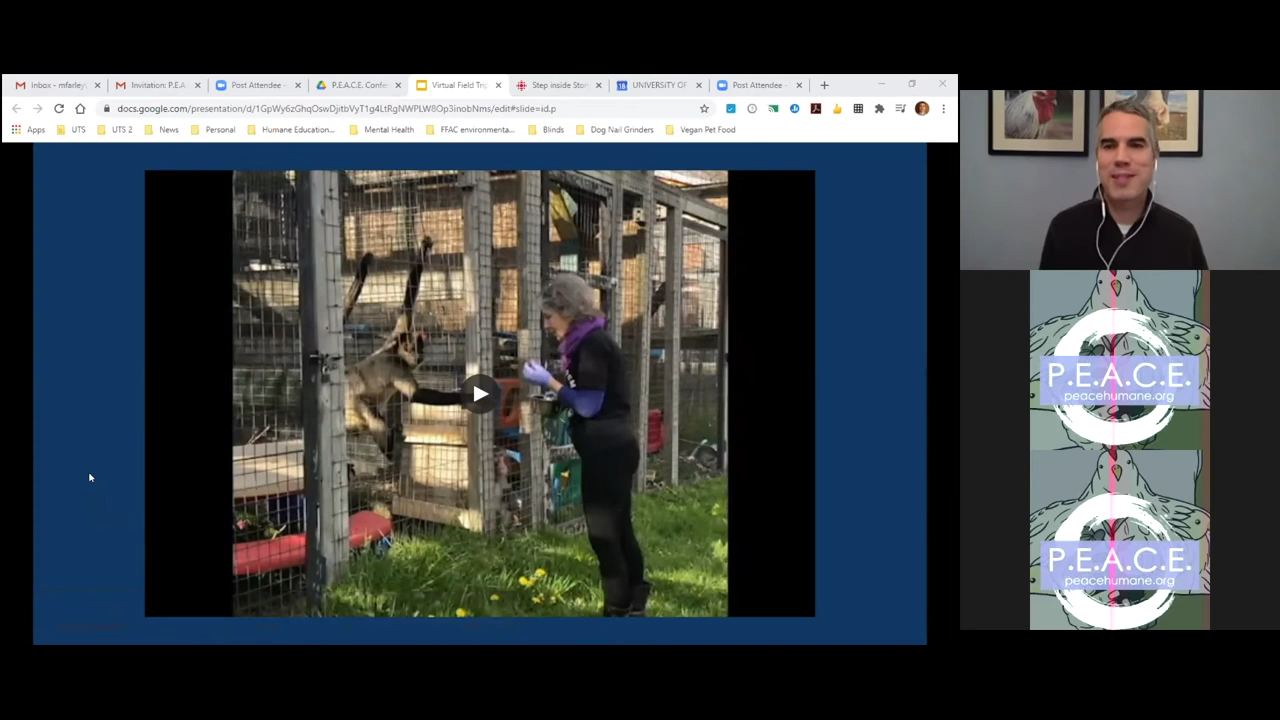 Inbox - mfarley
Invitation: P.E.A
Post Attendee -
P.E.A.C.E. Confe
Virtual Field Trip
Step inside Stor
UNIVERSITY OF
Post Attendee -
docs.google.com/presentation/d/1GpWy6zGhqOswDjitbVyT1g4LtRgNWPLW8Op3inobNms/edit#slide=id.p
Apps
UTS
UTS 2
News
Personal
Humane Education...
Mental Health
FFAC environmenta...
Blinds
Dog Nail Grinders
Vegan Pet Food
P.E.A.C.E.
peacehumane.org
P.E.A.C.E.
peacehumane.org